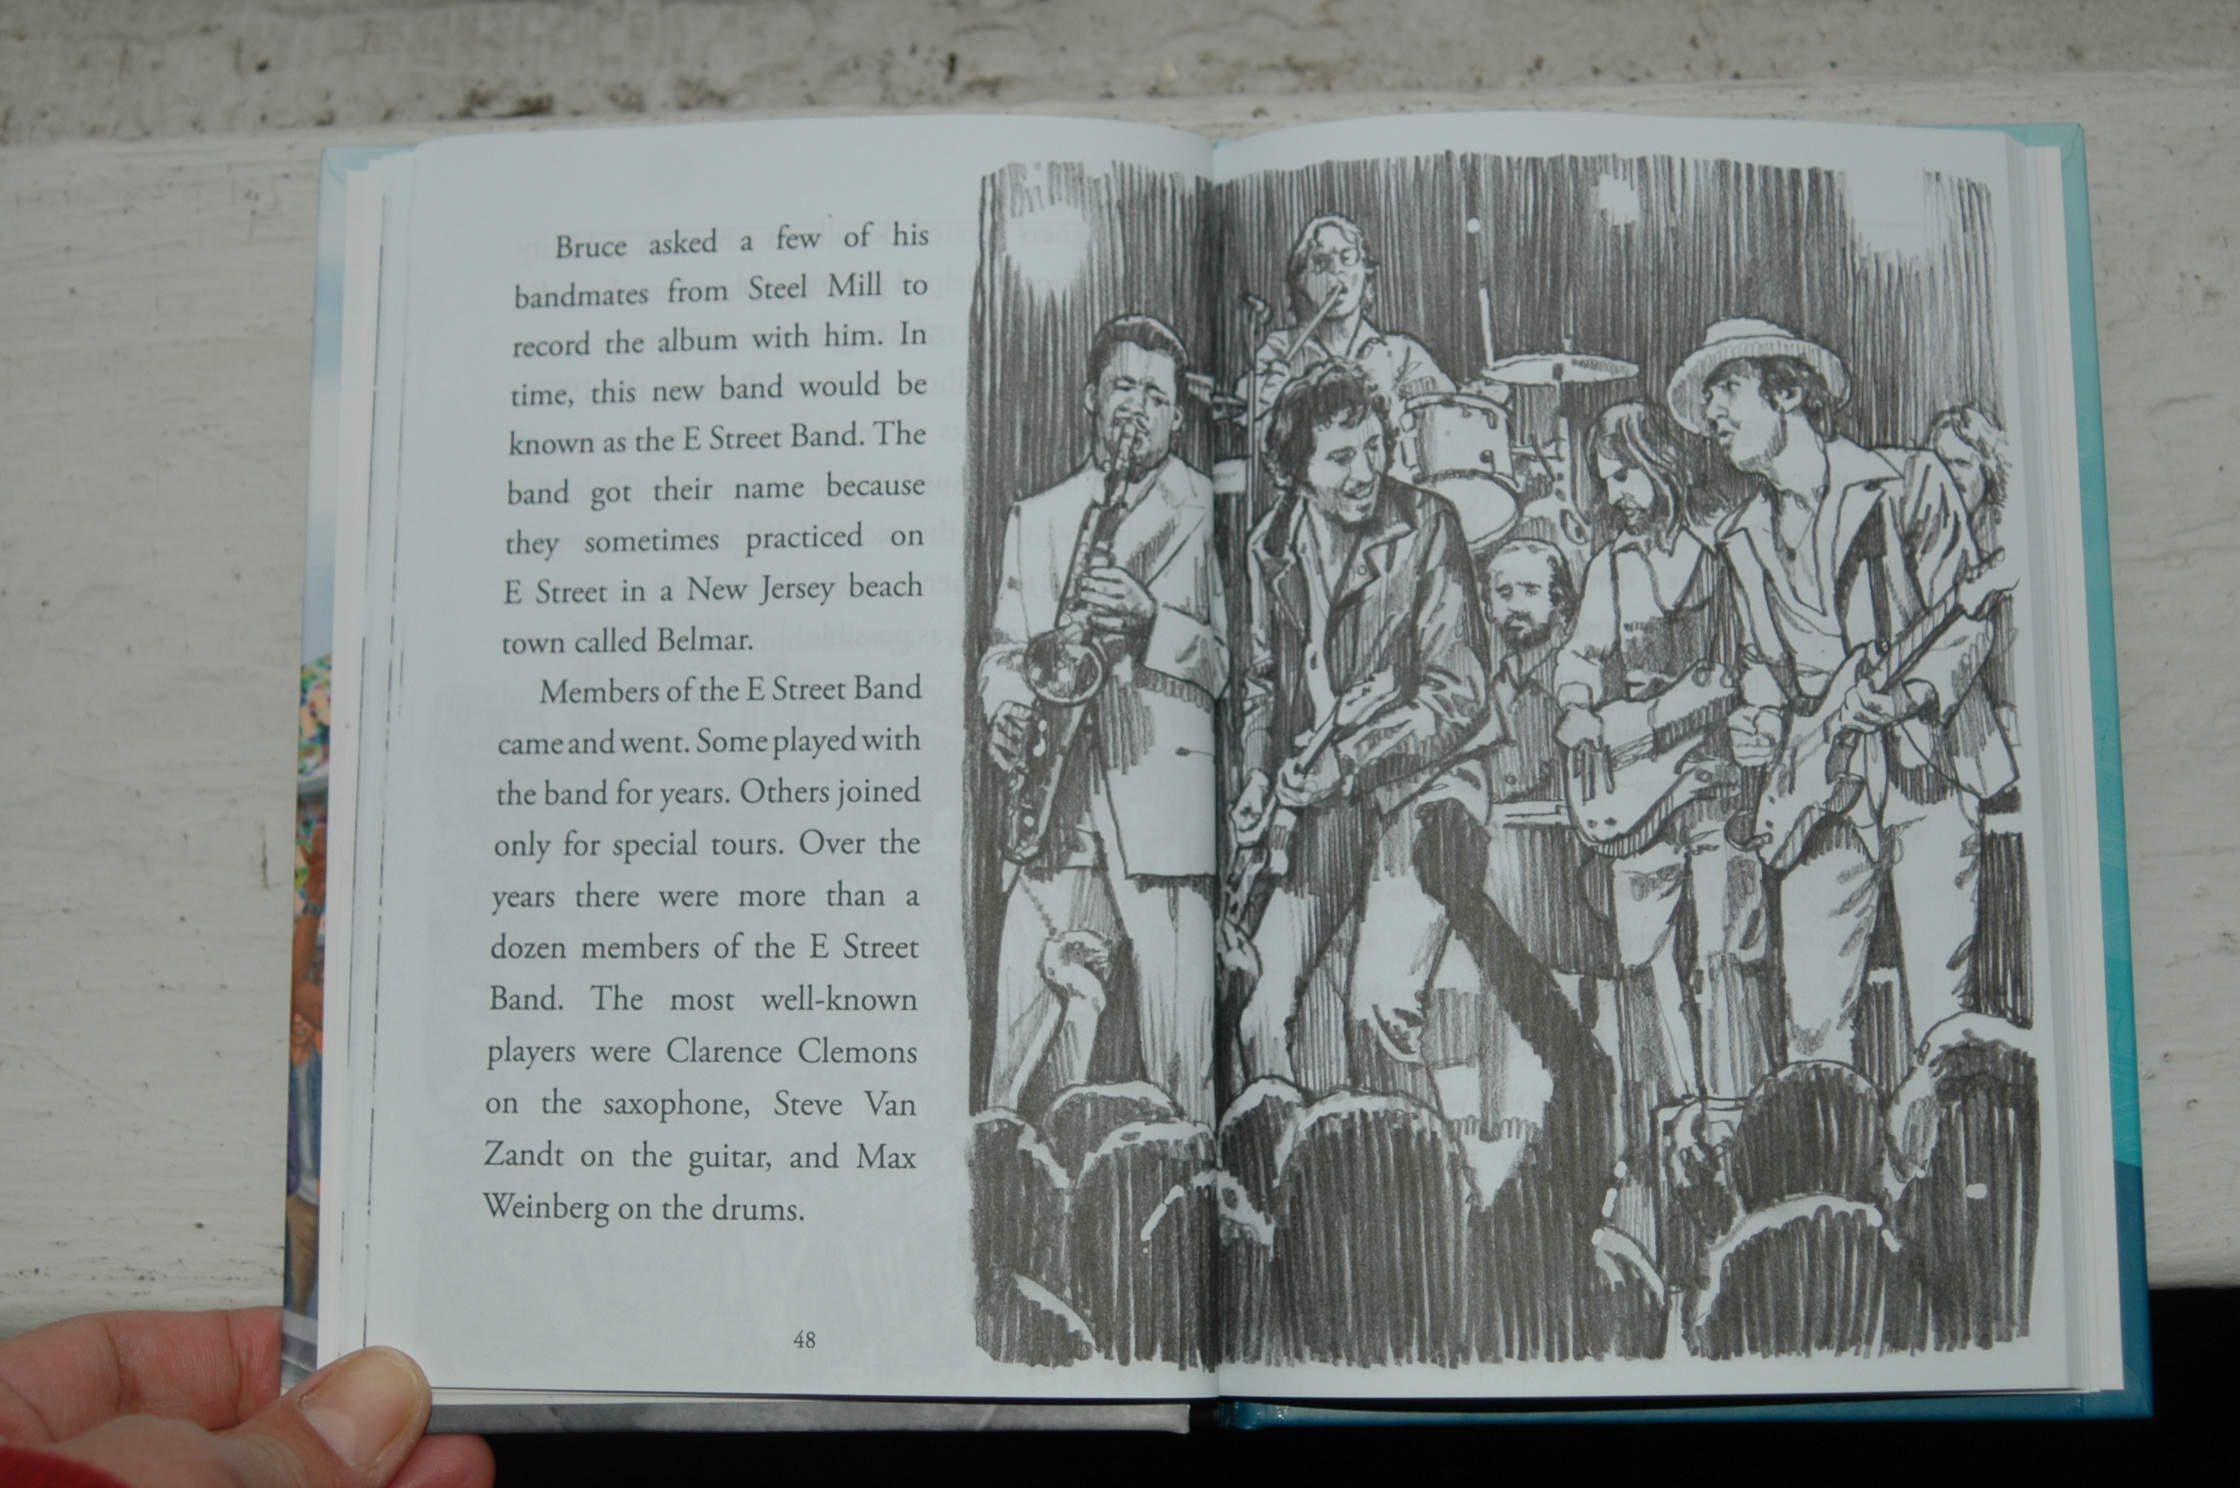 Bruce asked a few of his
bandmates from Steel Mill to
record the album with him. In
time, this new band would be
known as the E Street Band. The
band got their name because
they sometimes practiced on
E Street in a New Jersey beach
town called Belmar.
Members of the E Street Band
came and went. Some played with
the band for years. Others joined
only for special tours. Over the
years there were more than a
dozen members of the E Street
Band. The most well-known
players were Clarence Clemons
on the saxophone, Steve Van
Zandt on the guitar, and Max
Weinberg on the drums.
48